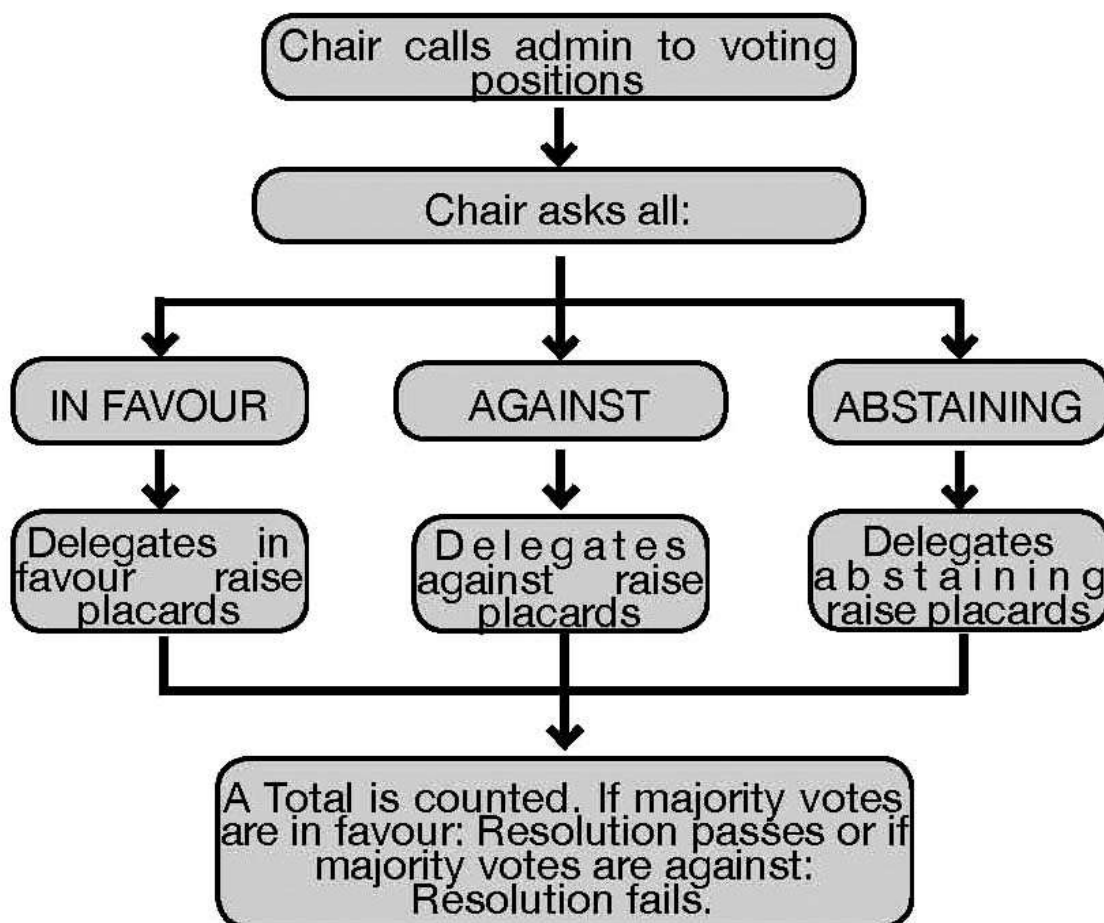 Chair calls admin to voting
positions
Chair asks all:
IN FAVOUR
AGAINST
ABSTAINING
Delegates in
favour raise
placards
Delegates
against raise
placards
Delegates
abstaining
raise placards
A Total is counted. If majority votes
are in favour: Resolution passes or if
majority votes are against:
Resolution fails.